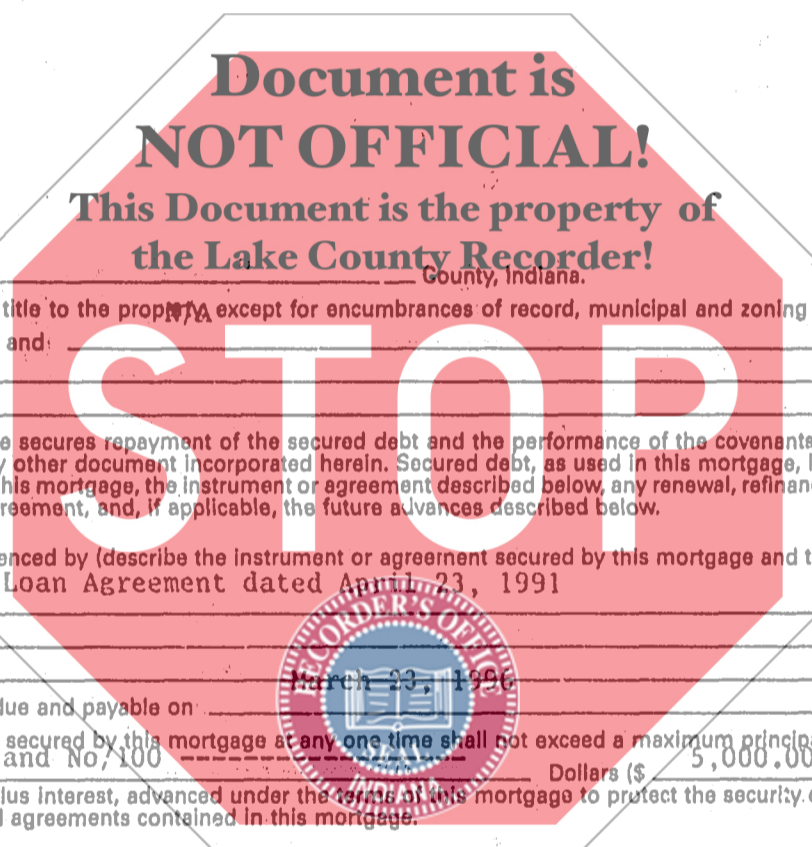 Document is
NOT OFFICIAL!
This Document is the property of
the Lake County Recorder!
County, Indiana.
title to the property, except for encumbrances of record, municipal and zoning
N/A
and
STOP
e secures repayment of the secured debt and the performance of the covenants
other document incorporated herein. Secured debt, as used in this mortgage,
his mortgage, the instrument or agreement described below, any renewal, refinan
reement, and, if applicable, the future advances described below.
enced by (describe the instrument or agreement secured by this mortgage and t
Loan Agreement dated April 23, 1991
RECORDER'S OFFICE
March 23, 1996
due and payable on
secured by this mortgage at any one time shall not exceed a maximum principa
and No/100 Dollars ($ 5,000.00
SEAL
INDIANA
lus interest, advanced under the terms of this mortgage to protect the security
agreements contained in this mortgage.